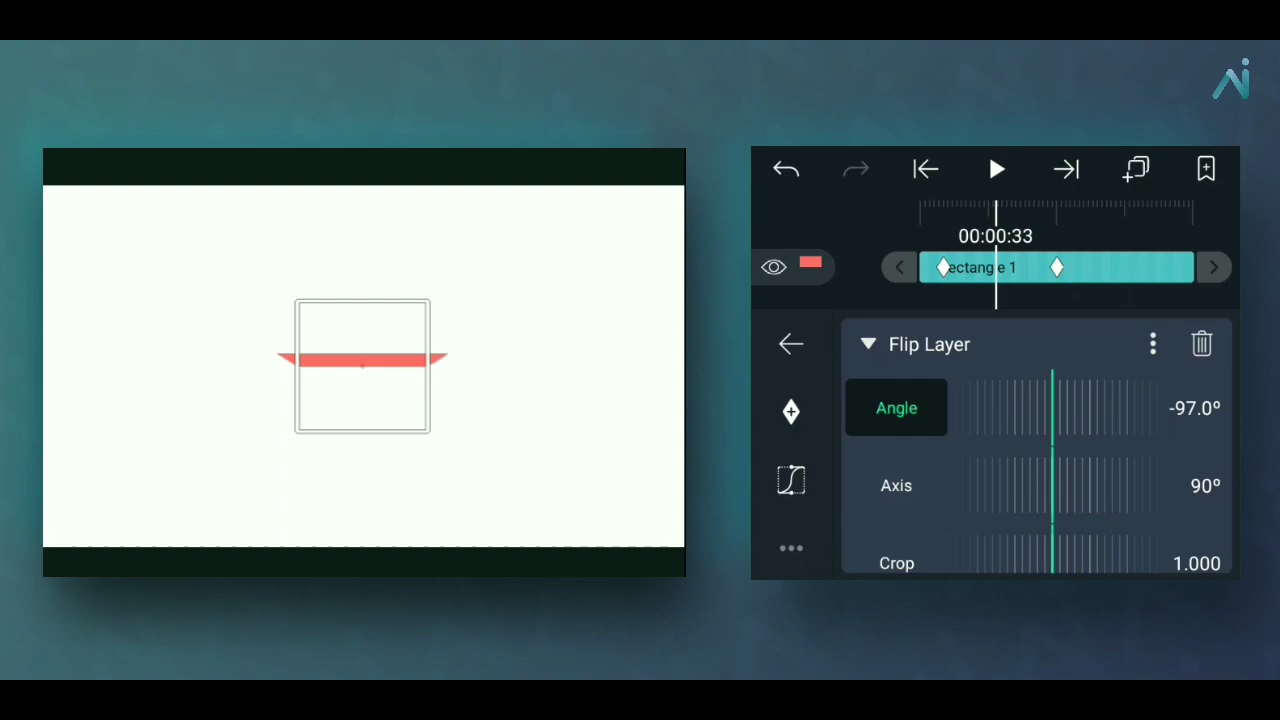 00:00:33
ectangle 1
Flip Layer
Angle
-97.0º
Axis
90º
Crop
1.000